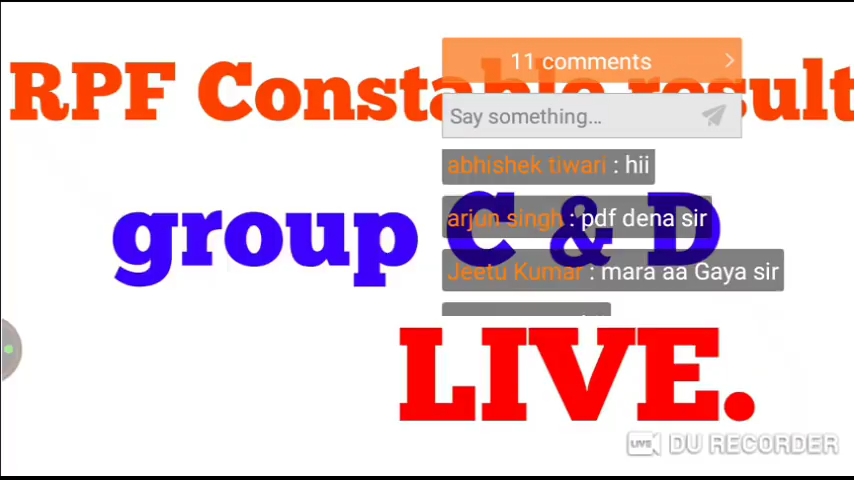 RPF Constable result
11 comments
Say something...
abhishek tiwari : hii
group C & D
arjun singh : pdf dena sir
Jeetu Kumar : mara aa Gaya sir
LIVE.
LIVE DU RECORDER